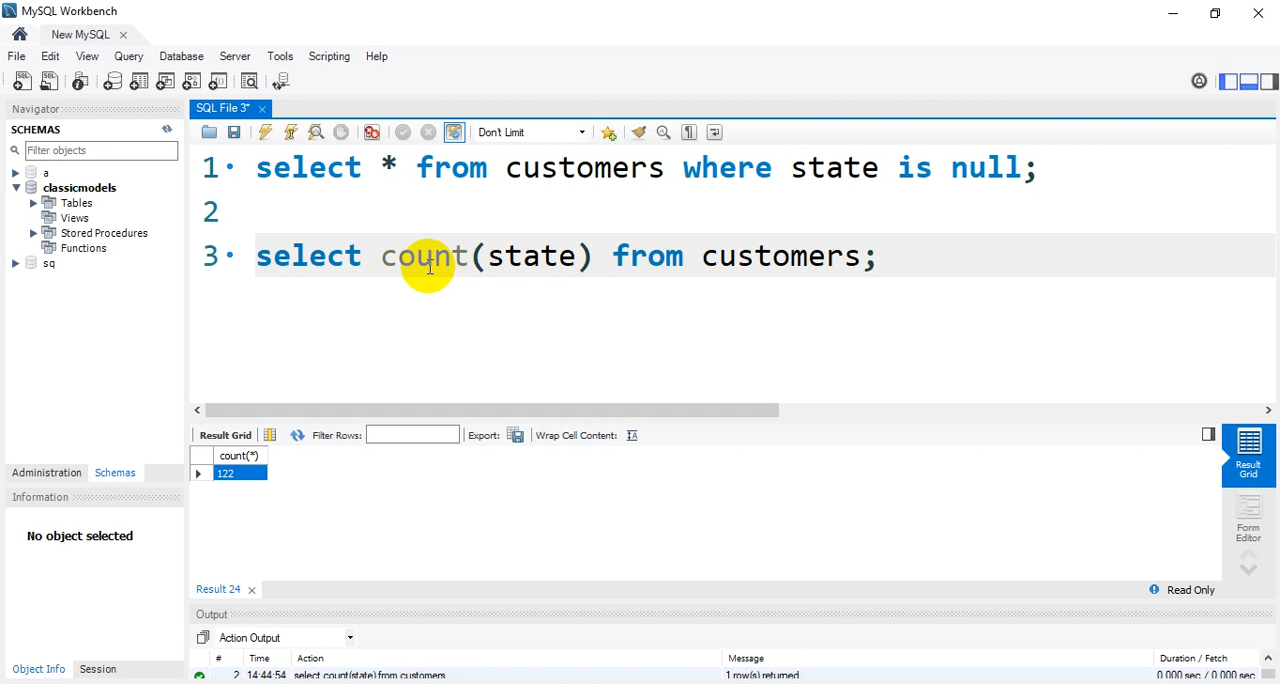 MySQL Workbench
New MySQL
File Edit View Query Database Server Tools Scripting Help
Navigator
SCHEMAS
Filter objects
a
classicmodels
Tables
Views
Stored Procedures
Functions
sq
Administration Schemas
Information
No object selected
Object Info Session
SQL File 3*
Don't Limit
1 select * from customers where state is null;
2
3 select count(state) from customers;
Result Grid Filter Rows: Export: Wrap Cell Content:
count(*)
122
Result Grid
Form Editor
Result 24
Read Only
Output
Action Output
# Time Action Message Duration / Fetch
2 14:44:54 select count(state) from customers 1 row(s) returned 0.000 sec / 0.000 sec